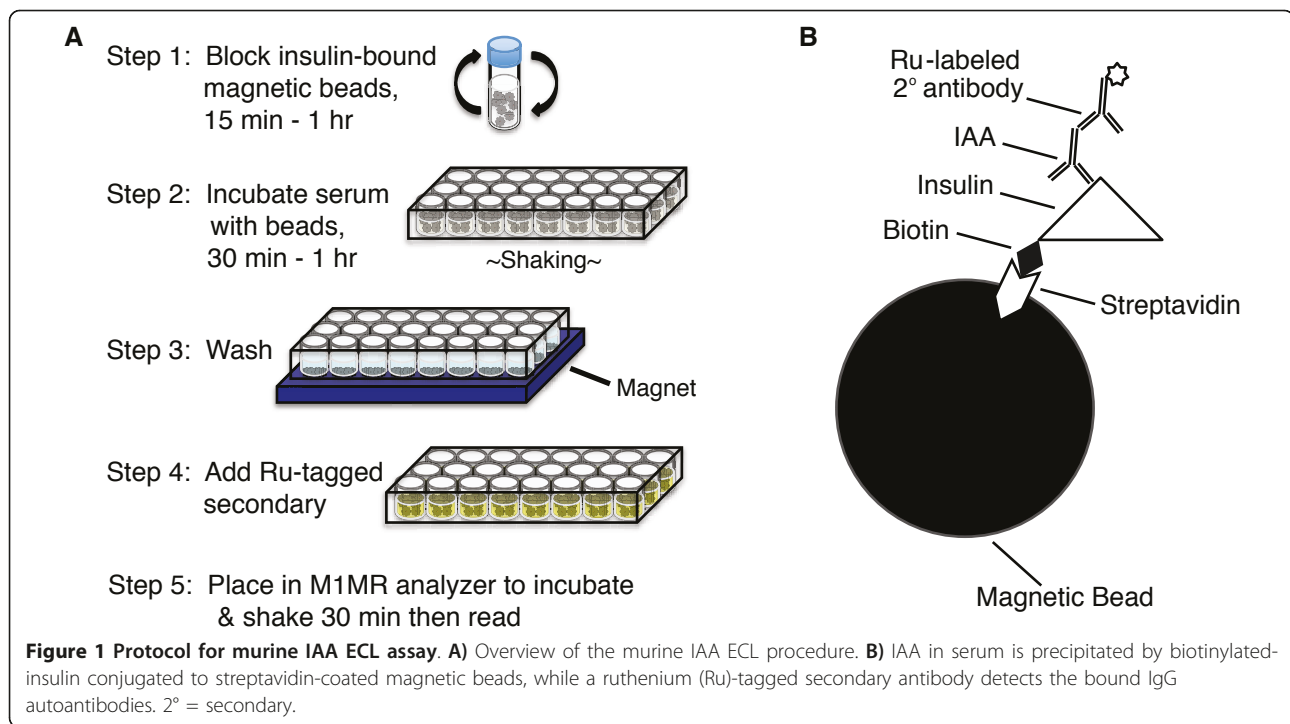 A
Step 1: Block insulin-bound
magnetic beads,
15 min - 1 hr
Step 2: Incubate serum
with beads,
30 min - 1 hr
~Shaking~
Step 3: Wash
Magnet
Step 4: Add Ru-tagged
secondary
Step 5: Place in M1MR analyzer to incubate
& shake 30 min then read
B
Ru-labeled
2° antibody
IAA
Insulin
Biotin
Streptavidin
Magnetic Bead
Figure 1 Protocol for murine IAA ECL assay. A) Overview of the murine IAA ECL procedure. B) IAA in serum is precipitated by biotinylated-
insulin conjugated to streptavidin-coated magnetic beads, while a ruthenium (Ru)-tagged secondary antibody detects the bound IgG
autoantibodies. 2° = secondary.